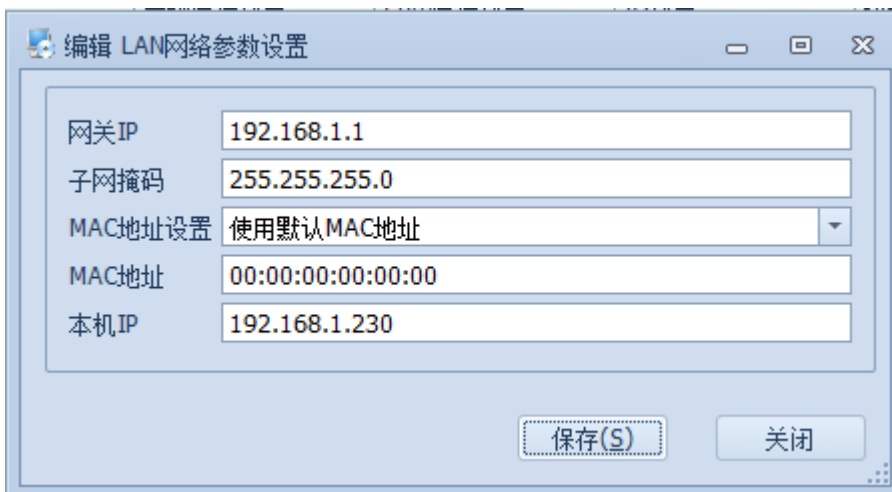 编辑 LAN网络参数设置
网关IP 192.168.1.1
子网掩码 255.255.255.0
MAC地址设置 使用默认MAC地址
MAC地址 00:00:00:00:00:00
本机IP 192.168.1.230
保存(S) 关闭